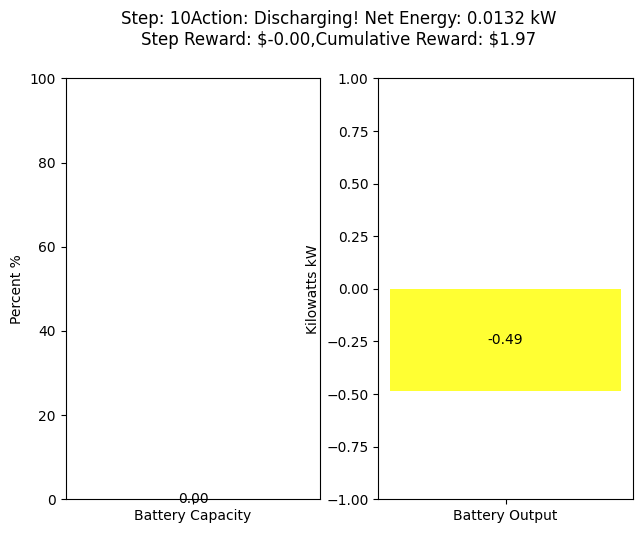 Step: 10Action: Discharging! Net Energy: 0.0132 kW
Step Reward: $-0.00,Cumulative Reward: $1.97
Percent %
100
80
60
40
20
0
0.00
Battery Capacity
Kilowatts kW
1.00
0.75
0.50
0.25
0.00
−0.25
−0.50
−0.75
−1.00
-0.49
Battery Output